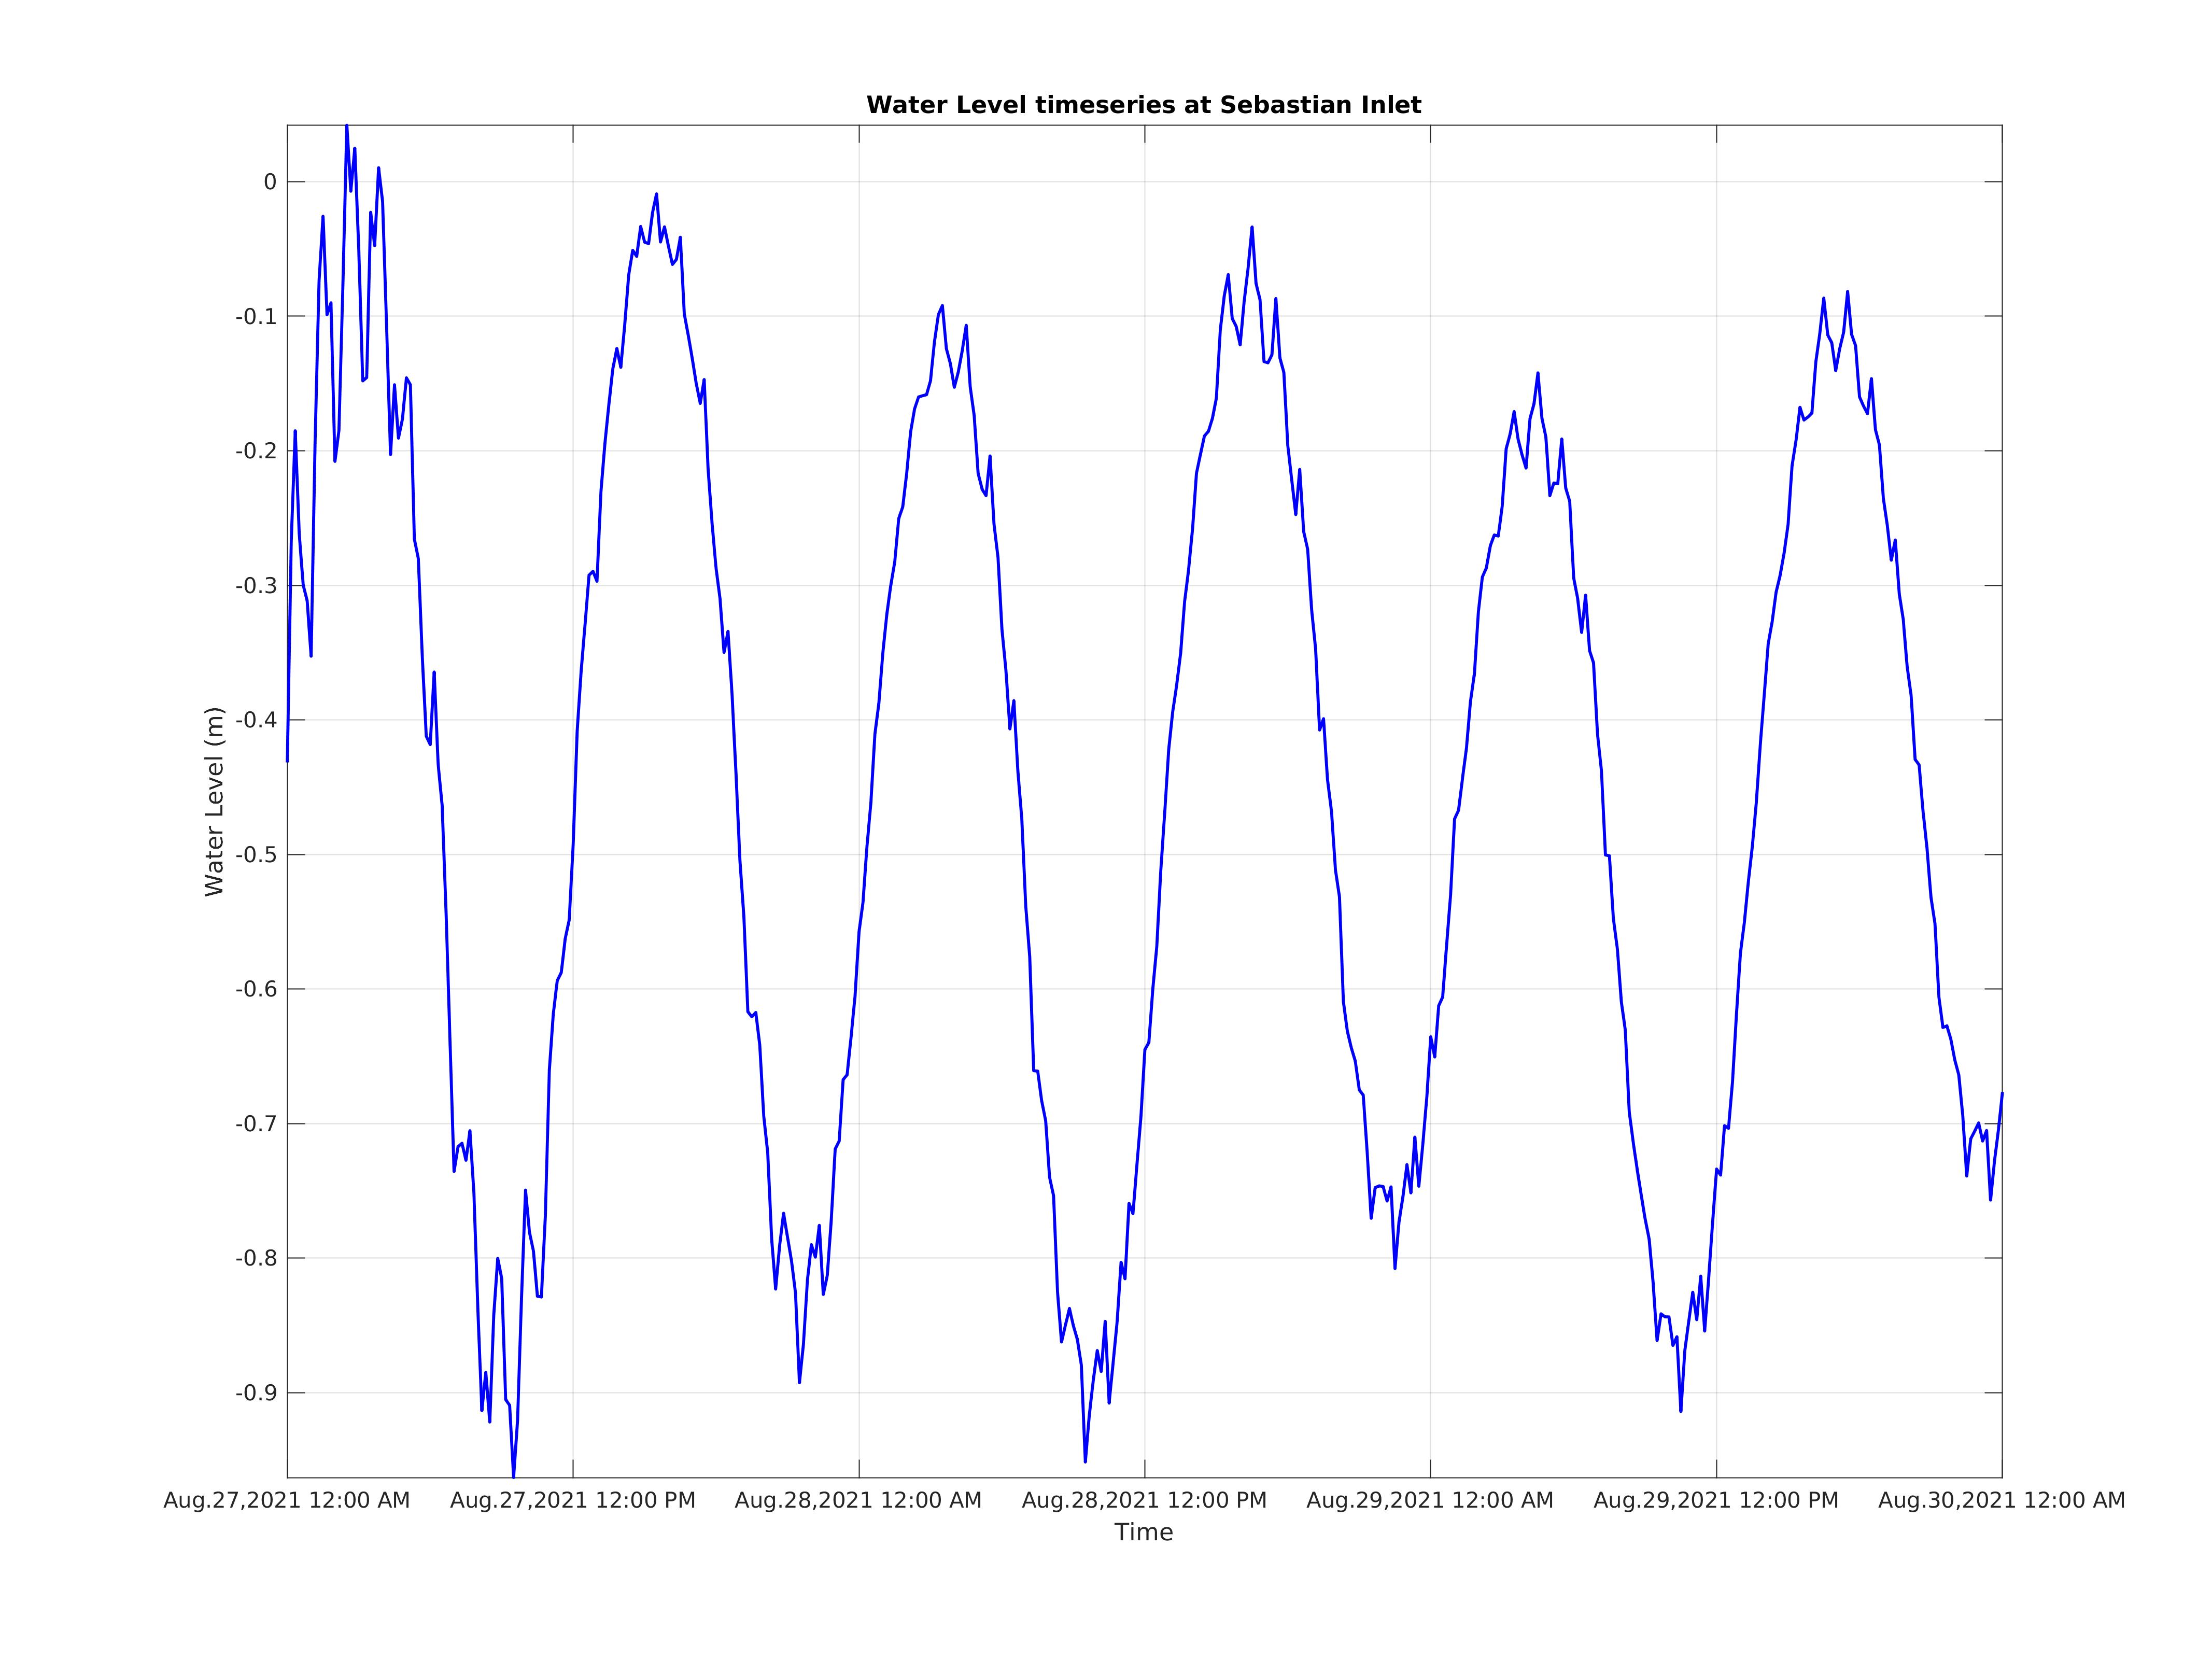 Water Level timeseries at Sebastian Inlet
0
-0.1
-0.2
-0.3
-0.4
-0.5
-0.6
-0.7
-0.8
-0.9
Water Level (m)
Aug.27,2021 12:00 AM
Aug.27,2021 12:00 PM
Aug.28,2021 12:00 AM
Aug.28,2021 12:00 PM
Aug.29,2021 12:00 AM
Aug.29,2021 12:00 PM
Aug.30,2021 12:00 AM
Time